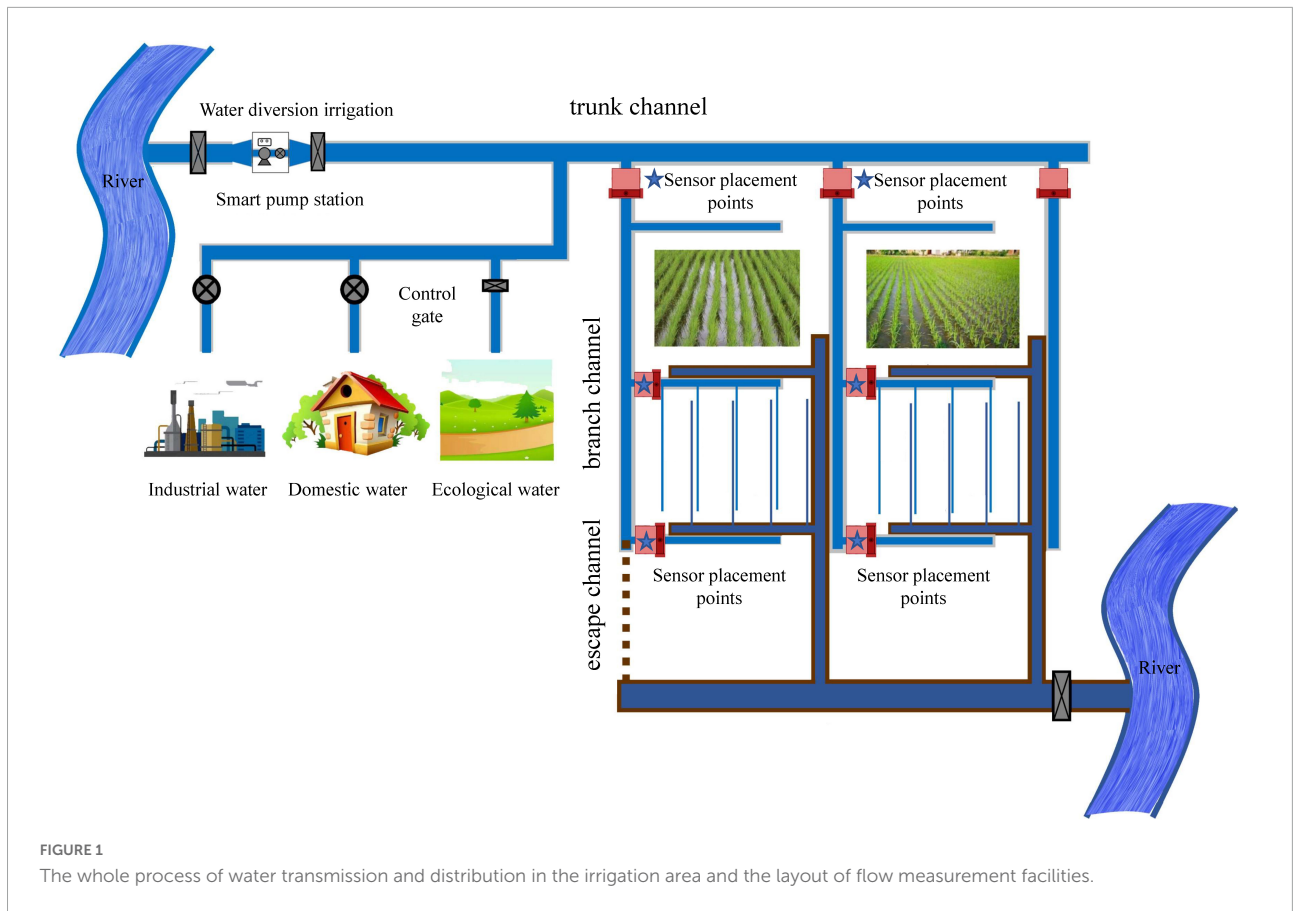 trunk channel
Water diversion irrigation
River
Smart pump station
Sensor placement
points
Sensor placement
points
Control
gate
branch channel
Industrial water
Domestic water
Ecological water
escape channel
Sensor placement
points
Sensor placement
points
River
FIGURE 1
The whole process of water transmission and distribution in the irrigation area and the layout of flow measurement facilities.